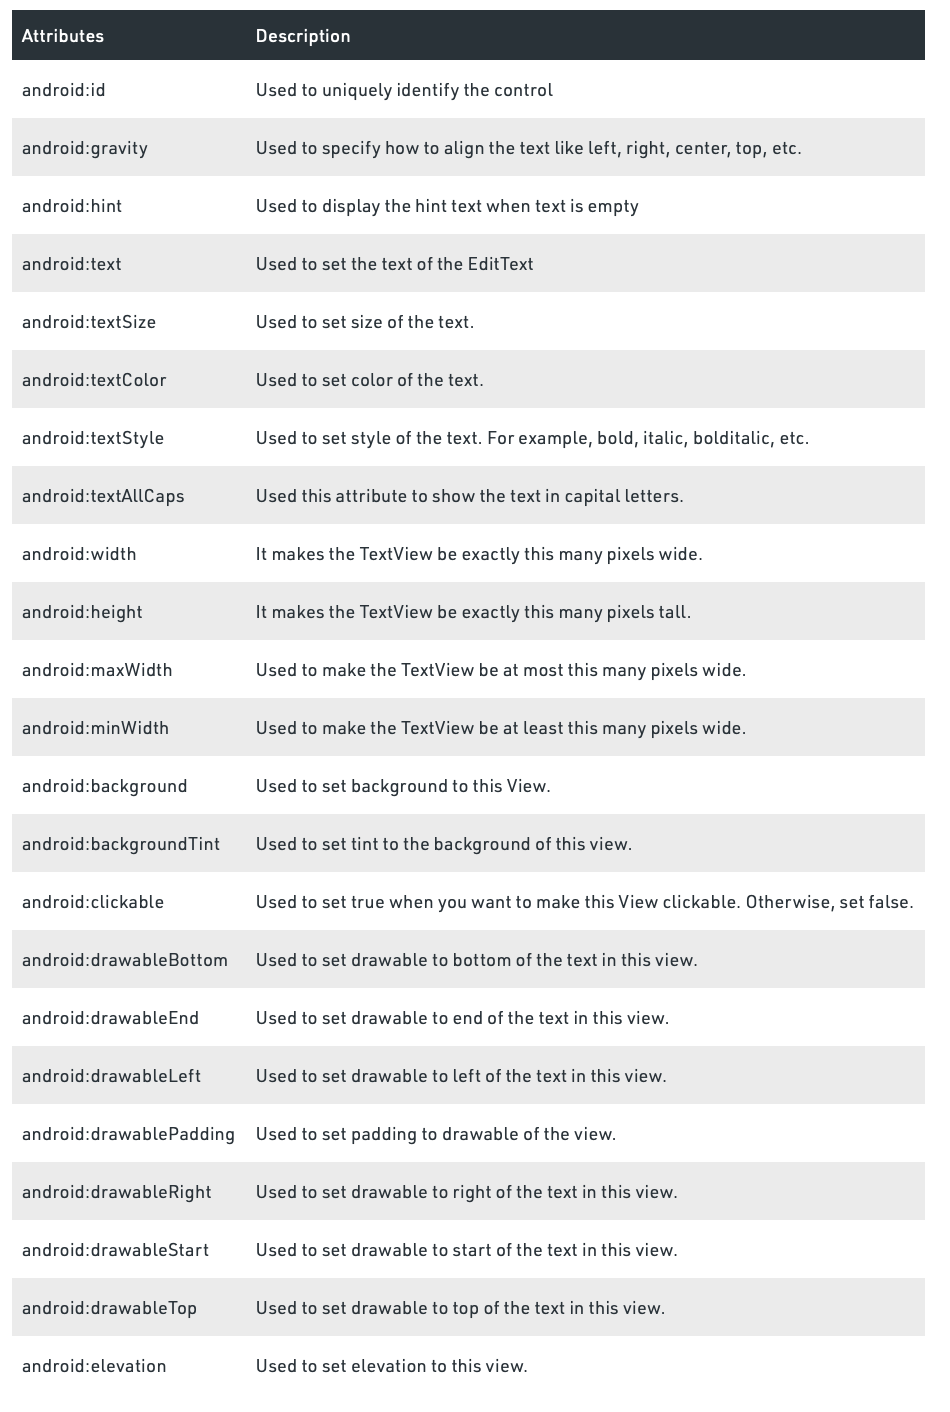 Attributes Description
android:id Used to uniquely identify the control
android:gravity Used to specify how to align the text like left, right, center, top, etc.
android:hint Used to display the hint text when text is empty
android:text Used to set the text of the EditText
android:textSize Used to set size of the text.
android:textColor Used to set color of the text.
android:textStyle Used to set style of the text. For example, bold, italic, bolditalic, etc.
android:textAllCaps Used this attribute to show the text in capital letters.
android:width It makes the TextView be exactly this many pixels wide.
android:height It makes the TextView be exactly this many pixels tall.
android:maxWidth Used to make the TextView be at most this many pixels wide.
android:minWidth Used to make the TextView be at least this many pixels wide.
android:background Used to set background to this View.
android:backgroundTint Used to set tint to the background of this view.
android:clickable Used to set true when you want to make this View clickable. Otherwise, set false.
android:drawableBottom Used to set drawable to bottom of the text in this view.
android:drawableEnd Used to set drawable to end of the text in this view.
android:drawableLeft Used to set drawable to left of the text in this view.
android:drawablePadding Used to set padding to drawable of the view.
android:drawableRight Used to set drawable to right of the text in this view.
android:drawableStart Used to set drawable to start of the text in this view.
android:drawableTop Used to set drawable to top of the text in this view.
android:elevation Used to set elevation to this view.